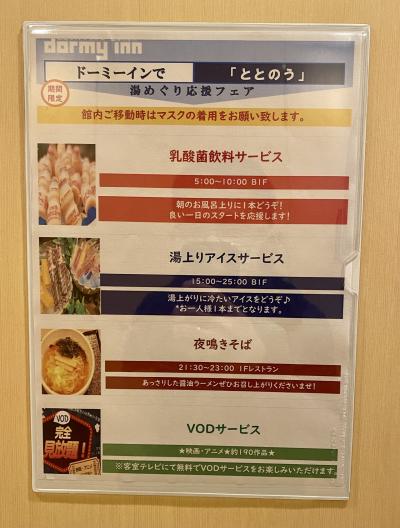 dormy inn
ドーミーインで 「ととのう」
期間限定
湯めぐり応援フェア
館内ご移動時はマスクの着用をお願い致します。
乳酸菌飲料サービス
5:00~10:00 B1F
朝のお風呂上りに1本どうぞ!
良い一日のスタートを応援します!
湯上りアイスサービス
15:00~25:00 B1F
湯上がりに冷たいアイスをどうぞ♪
*お一人様1本までとなります。
夜鳴きそば
21:30~23:00 1Fレストラン
あっさりした醤油ラーメンぜひお召し上がりくださいませ!
VOD
完全
見放題!
VODサービス
★映画・アニメ★約190作品★
※客室テレビにて無料でVODサービスをお楽しみいただけます。